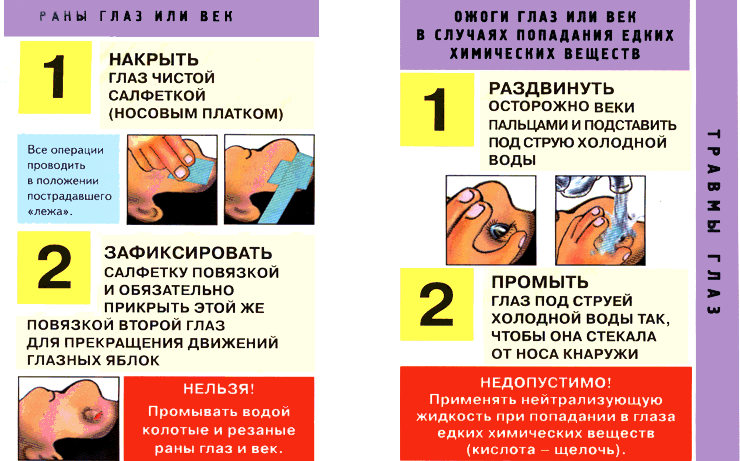 РАНЫ ГЛАЗ ИЛИ ВЕК
1
НАКРЫТЬ
ГЛАЗ ЧИСТОЙ
САЛФЕТКОЙ
(НОСОВЫМ ПЛАТКОМ)
Все операции
проводить
в положении
пострадавшего
«лежа».
2
ЗАФИКСИРОВАТЬ
САЛФЕТКУ ПОВЯЗКОЙ
И ОБЯЗАТЕЛЬНО
ПРИКРЫТЬ ЭТОЙ ЖЕ
ПОВЯЗКОЙ ВТОРОЙ ГЛАЗ
ДЛЯ ПРЕКРАЩЕНИЯ ДВИЖЕНИЙ
ГЛАЗНЫХ ЯБЛОК
НЕЛЬЗЯ!
Промывать водой
колотые и резаные
раны глаз и век.
ОЖОГИ ГЛАЗ ИЛИ ВЕК
В СЛУЧАЯХ ПОПАДАНИЯ ЕДКИХ
ХИМИЧЕСКИХ ВЕЩЕСТВ
1
РАЗДВИНУТЬ
ОСТОРОЖНО ВЕКИ
ПАЛЬЦАМИ И ПОДСТАВИТЬ
ПОД СТРУЮ ХОЛОДНОЙ
ВОДЫ
2
ПРОМЫТЬ
ГЛАЗ ПОД СТРУЕЙ
ХОЛОДНОЙ ВОДЫ ТАК,
ЧТОБЫ ОНА СТЕКАЛА
ОТ НОСА КНАРУЖИ
НЕДОПУСТИМО!
Применять нейтрализующую
жидкость при попадании в глаза
едких химических веществ
(кислота – щелочь).
ТРАВМЫ ГЛАЗ